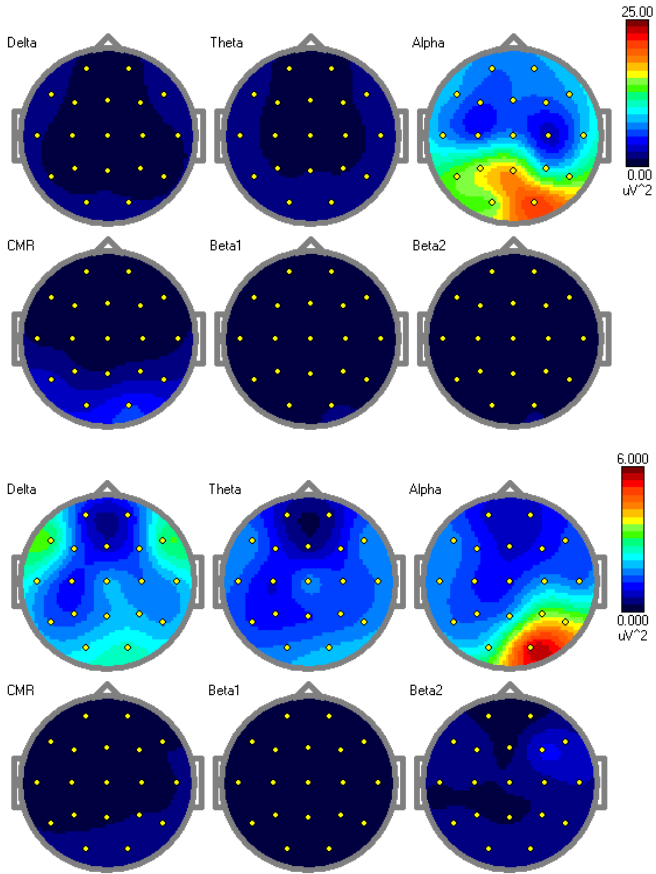 25.00
Delta Theta Alpha
0.00
uV^2
CMR Beta1 Beta2
6.000
Delta Theta Alpha
0.000
uV^2
CMR Beta1 Beta2